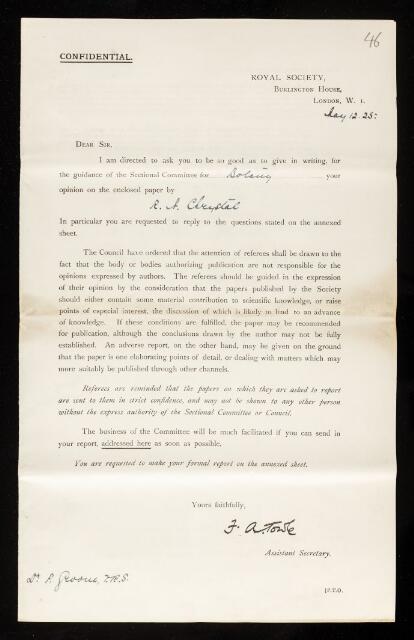 46
CONFIDENTIAL.
ROYAL SOCIETY,
BURLINGTON HOUSE,
LONDON, W. 1.
May 12. 25.
DEAR SIR,
I am directed to ask you to be so good as to give in writing, for
the guidance of the Sectional Committee for Botany your
opinion on the enclosed paper by
R. N. Chrystal
In particular you are requested to reply to the questions stated on the annexed
sheet.
The Council have ordered that the attention of referees shall be drawn to the
fact that the body or bodies authorizing publication are not responsible for the
opinions expressed by authors. The referees should be guided in the expression
of their opinion by the consideration that the papers published by the Society
should either contain some material contribution to scientific knowledge, or raise
points of especial interest, the discussion of which is likely to lead to an advance
of knowledge. If these conditions are fulfilled, the paper may be recommended
for publication, although the conclusions drawn by the author may not be fully
established. An adverse report, on the other hand, may be given on the ground
that the paper is one elaborating points of detail, or dealing with matters which may
more suitably be published through other channels.
Referees are reminded that the papers on which they are asked to report
are sent to them in strict confidence, and may not be shown to any other person
without the express authority of the Sectional Committee or Council.
The business of the Committee will be much facilitated if you can send in
your report, addressed here as soon as possible.
You are requested to make your formal report on the annexed sheet.
Yours faithfully,
F. A. Towle
Assistant Secretary.
Dr P. Groom, F.R.S.
[P.T.O.